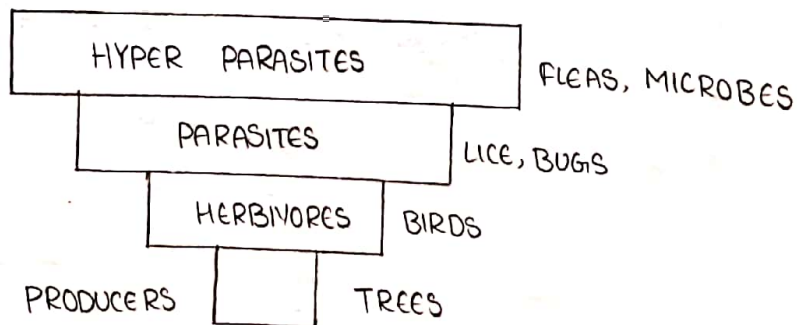 HYPER PARASITES FLEAS, MICROBES
PARASITES LICE, BUGS
HERBIVORES BIRDS
PRODUCERS TREES